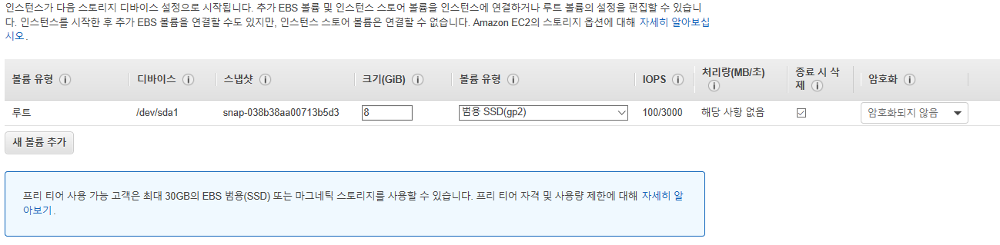 인스턴스가 다음 스토리지 디바이스 설정으로 시작됩니다. 추가 EBS 볼륨 및 인스턴스 스토어 볼륨을 인스턴스에 연결하거나 루트 볼륨의 설정을 편집할 수 있습니
다. 인스턴스를 시작한 후 추가 EBS 볼륨을 연결할 수도 있지만, 인스턴스 스토어 볼륨은 연결할 수 없습니다. Amazon EC2의 스토리지 옵션에 대해 자세히 알아보십
시오.
볼륨 유형 디바이스 스냅샷 크기(GiB) 볼륨 유형 IOPS 처리량(MB/초) 종료 시 삭제 암호화
루트 /dev/sda1 snap-038b38aa00713b5d3 8 범용 SSD(gp2) 100/3000 해당 사항 없음 암호화되지 않음
새 볼륨 추가
프리 티어 사용 가능 고객은 최대 30GB의 EBS 범용(SSD) 또는 마그네틱 스토리지를 사용할 수 있습니다. 프리 티어 자격 및 사용량 제한에 대해 자세히 알
아보기.